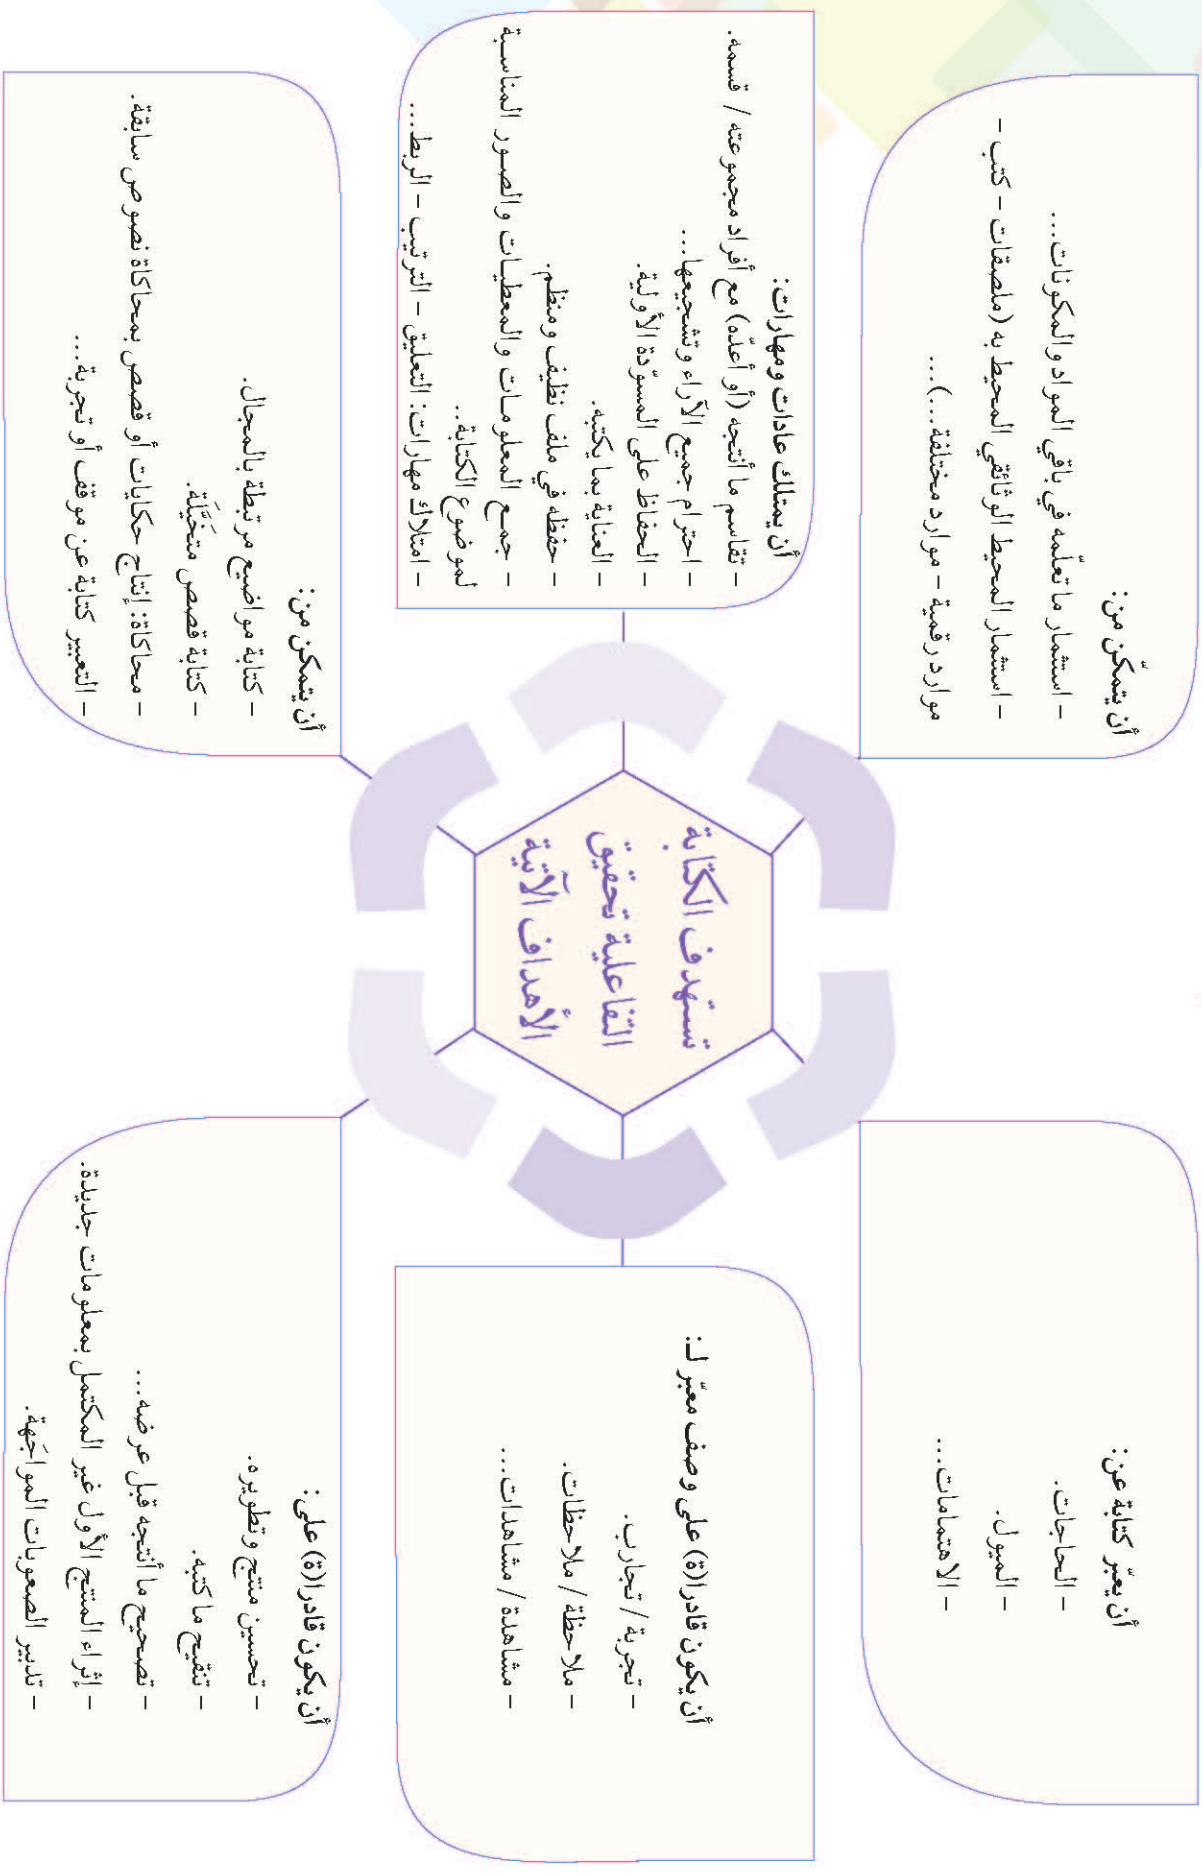 تستهدف الكتابة
التفاعلية تحقيق
الأهداف الآتية
أن يعبّر كتابة عن:
- الحاجات.
- الميول.
- الاهتمامات...
أن يكون قادرا(ة) على وصف معبّر لـ:
- تجربة / تجارب.
- ملاحظة / ملاحظات.
- مشاهدة / مشاهدات...
أن يكون قادرا(ة) على:
- تحسين منتج وتطويره.
- تنقيح ما كتبه.
- تصحيح ما أنتجه قبل عرضه...
- إثراء المنتج الأول غير المكتمل بمعلومات جديدة.
- تدبير الصعوبات المواجَهة.
أن يتمكّن من:
- استثمار ما تعلّمه في باقي المواد والمكونات...
- استثمار المحيط الوثائقي المحيط به (ملصقات - كتب -
موارد رقمية - موارد مختلفة...)...
أن يمتلك عادات ومهارات:
- تقاسم ما أنتجه (أو أعدّه) مع أفراد مجموعته / قسمه.
- احترام جميع الآراء وتشجيعها...
- الحفاظ على المسوّدة الأولية.
- العناية بما يكتبه.
- حفظه في ملف نظيف ومنظم.
- جمع المعلومات والمعطيات والصور المناسبة
لموضوع الكتابة..
- امتلاك مهارات: التعليق - الترتيب - الربط...
أن يتمكن من:
- كتابة مواضيع مرتبطة بالمجال.
- كتابة قصص متخَيَّلة.
- محاكاة: إنتاج حكايات أو قصص بمحاكاة نصوص سابقة.
- التعبير كتابة عن موقف أو تجربة...